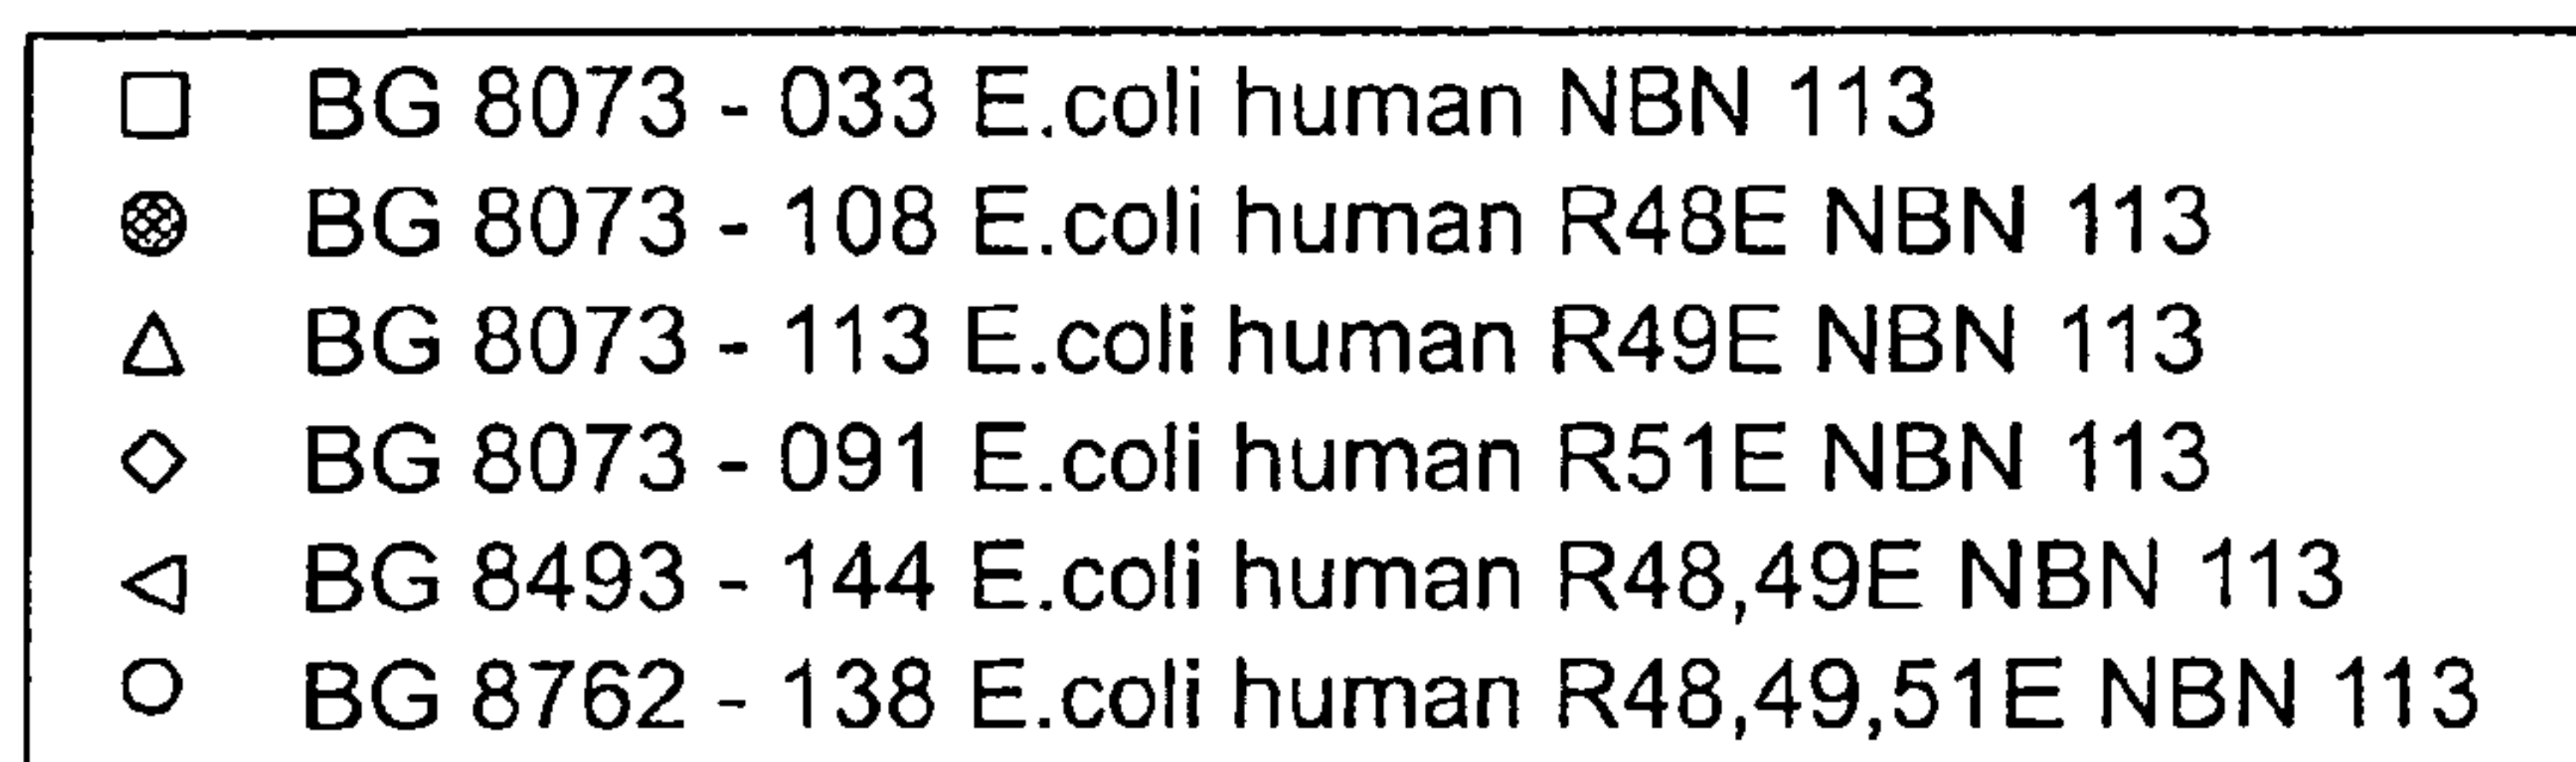 BG 8073 - 033 E.coli human NBN 113
BG 8073 - 108 E.coli human R48E NBN 113
BG 8073 - 113 E.coli human R49E NBN 113
BG 8073 - 091 E.coli human R51E NBN 113
BG 8493 - 144 E.coli human R48,49E NBN 113
BG 8762 - 138 E.coli human R48,49,51E NBN 113